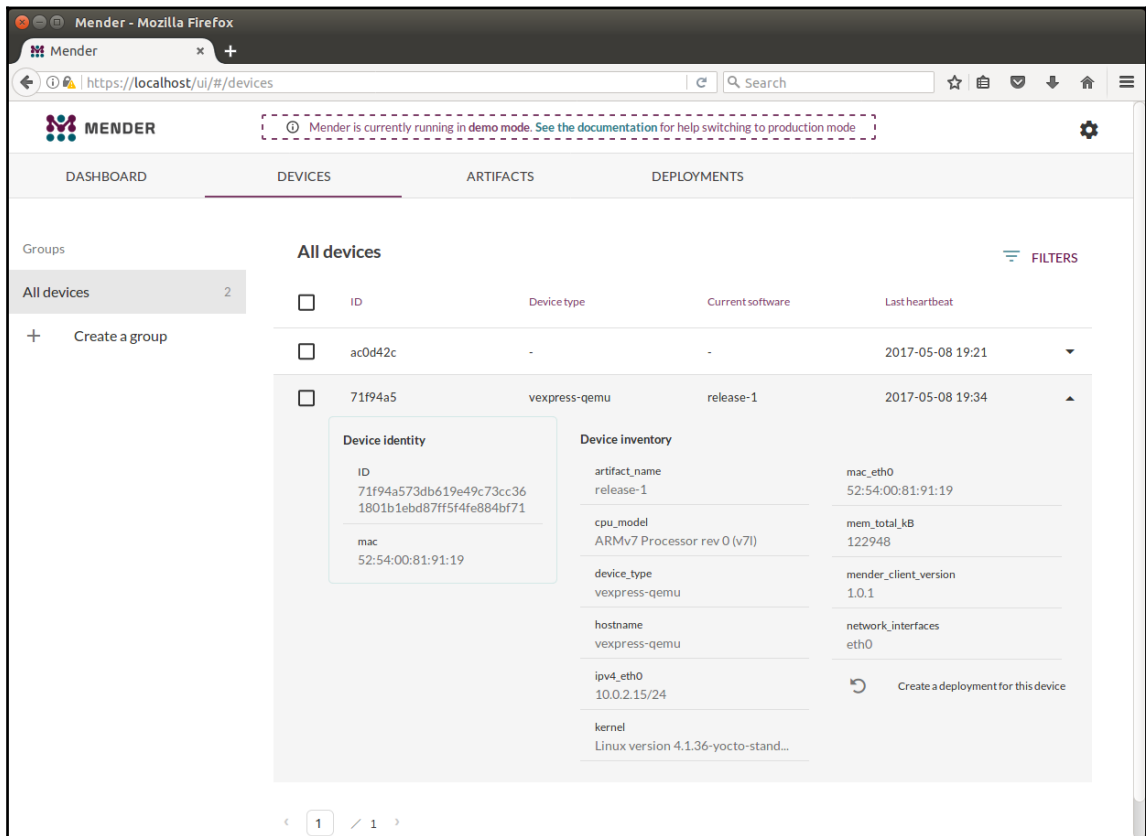 Mender - Mozilla Firefox
Mender
https://localhost/ui/#/devices
Search
MENDER
Mender is currently running in demo mode. See the documentation for help switching to production mode
DASHBOARD DEVICES ARTIFACTS DEPLOYMENTS
Groups
All devices 2
+ Create a group
All devices
FILTERS
ID Device type Current software Last heartbeat
ac0d42c - - 2017-05-08 19:21
71f94a5 vexpress-qemu release-1 2017-05-08 19:34
Device identity
ID
71f94a573db619e49c73cc36
1801b1ebd87ff5f4fe884bf71
mac
52:54:00:81:91:19
Device inventory
artifact_name
release-1
cpu_model
ARMv7 Processor rev 0 (v7l)
device_type
vexpress-qemu
hostname
vexpress-qemu
ipv4_eth0
10.0.2.15/24
kernel
Linux version 4.1.36-yocto-stand...
mac_eth0
52:54:00:81:91:19
mem_total_kB
122948
mender_client_version
1.0.1
network_interfaces
eth0
Create a deployment for this device
1 / 1